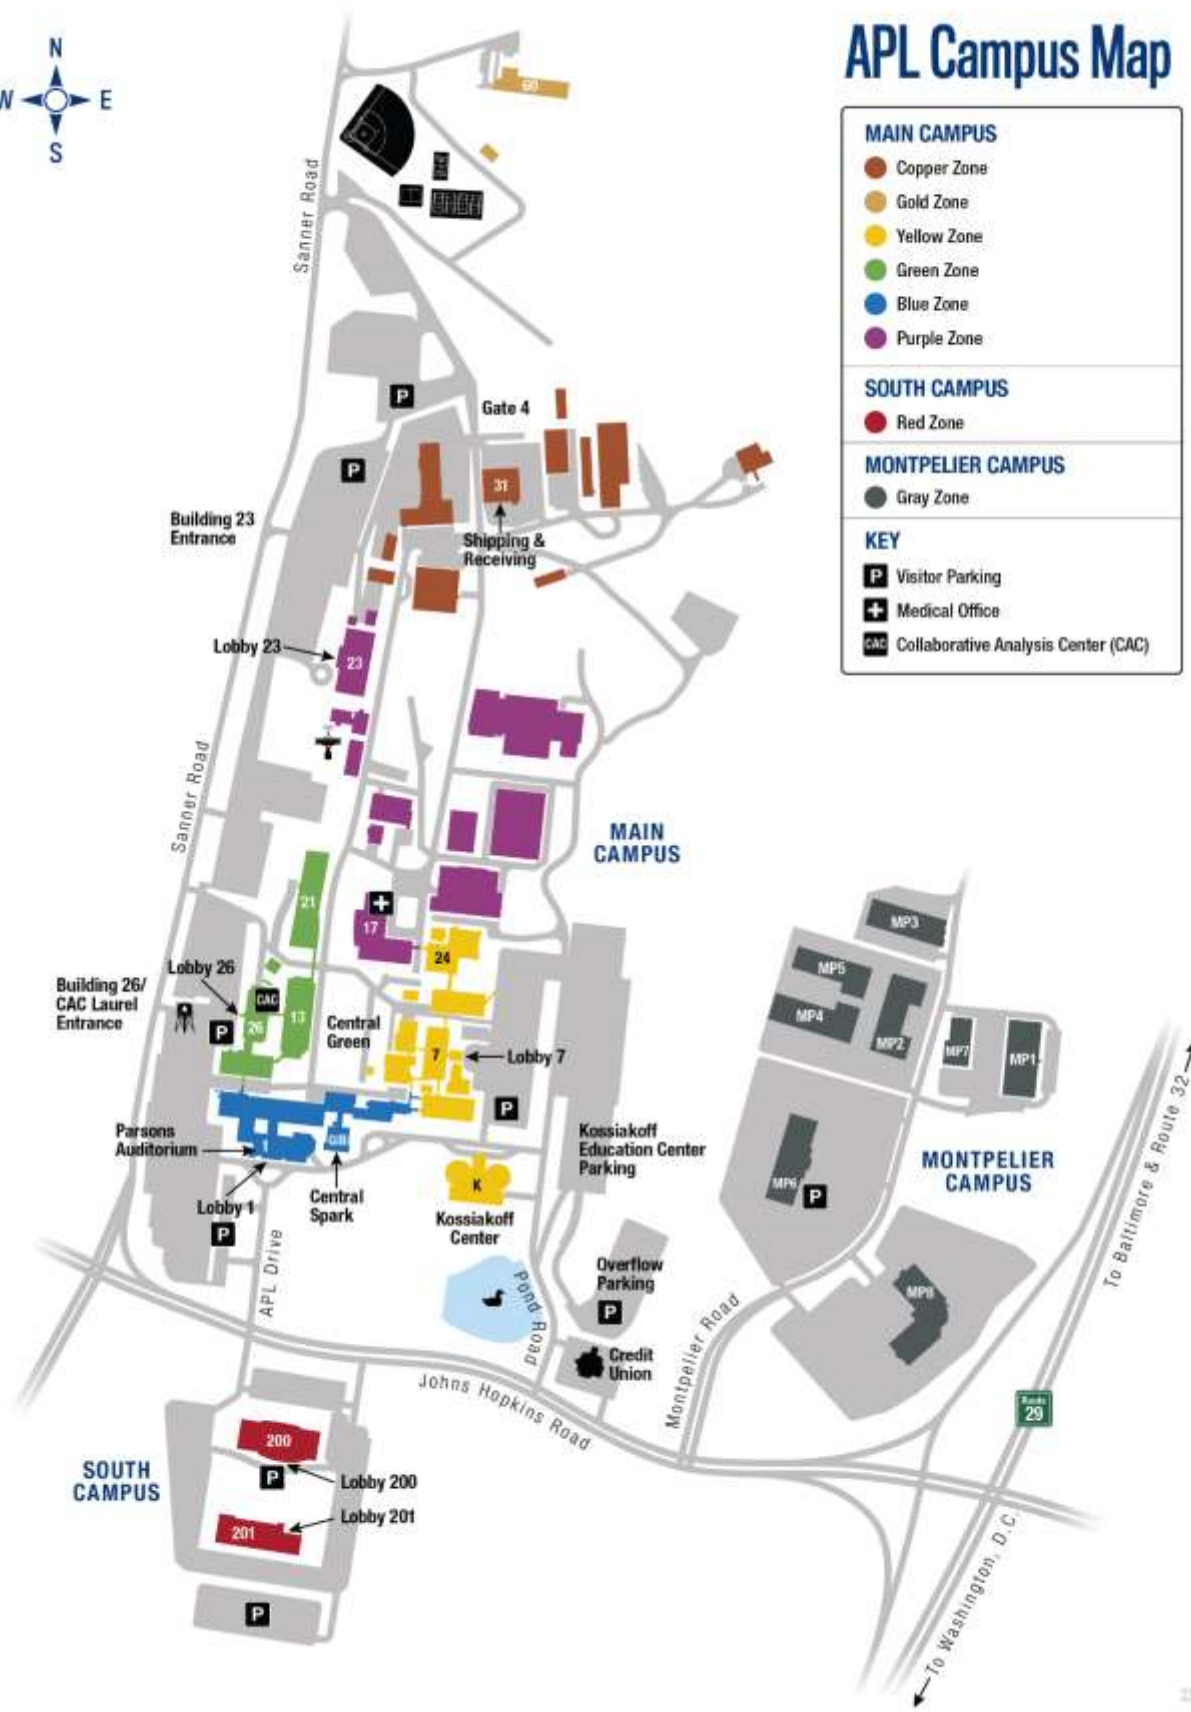 APL Campus Map
N
W
E
S
MAIN CAMPUS
Copper Zone
Gold Zone
Yellow Zone
Green Zone
Blue Zone
Purple Zone
SOUTH CAMPUS
Red Zone
MONTPELIER CAMPUS
Gray Zone
KEY
P Visitor Parking
Medical Office
CAC Collaborative Analysis Center (CAC)
Sanner Road
P
Gate 4
P
31
Building 23
Entrance
Shipping &
Receiving
Lobby 23
23
Sanner Road
MAIN
CAMPUS
21
17
24
Lobby 26
Building 26/
CAC Laurel
Entrance
CAC
P
26
13
Central
Green
7
Lobby 7
P
MP3
MP5
MP4
MP2
MP7
MP1
Parsons
Auditorium
Lobby 1
Central
Spark
P
K
Kossiakoff
Center
Kossiakoff
Education Center
Parking
MP6
P
MONTPELIER
CAMPUS
To Baltimore & Route 32
APL Drive
Pond Road
Overflow
Parking
P
MP8
Credit
Union
Montpelier Road
Johns Hopkins Road
Route
29
SOUTH
CAMPUS
200
P
Lobby 200
201
Lobby 201
P
To Washington, D.C.